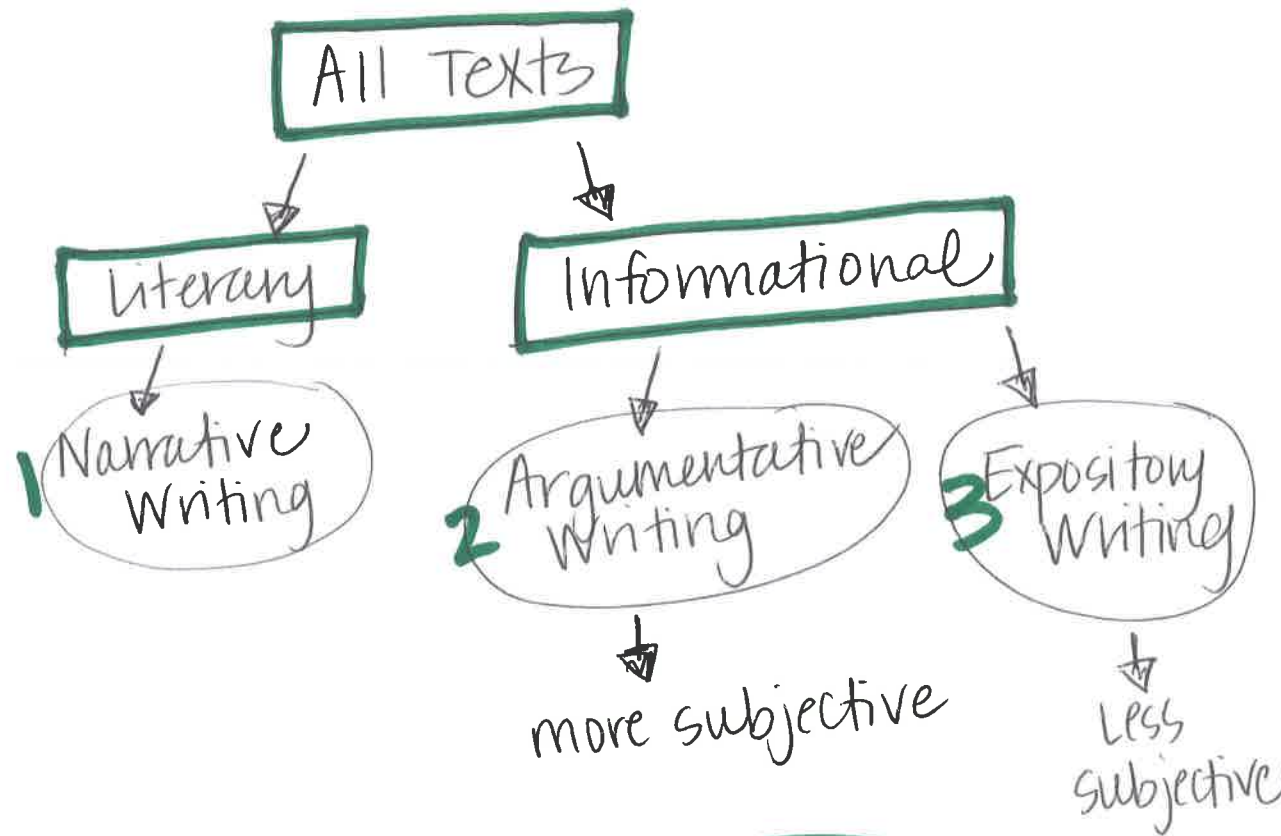 All Texts
Literary
Informational
1
Narrative
Writing
2
Argumentative
Writing
3
Expository
Writing
more subjective
Less
subjective